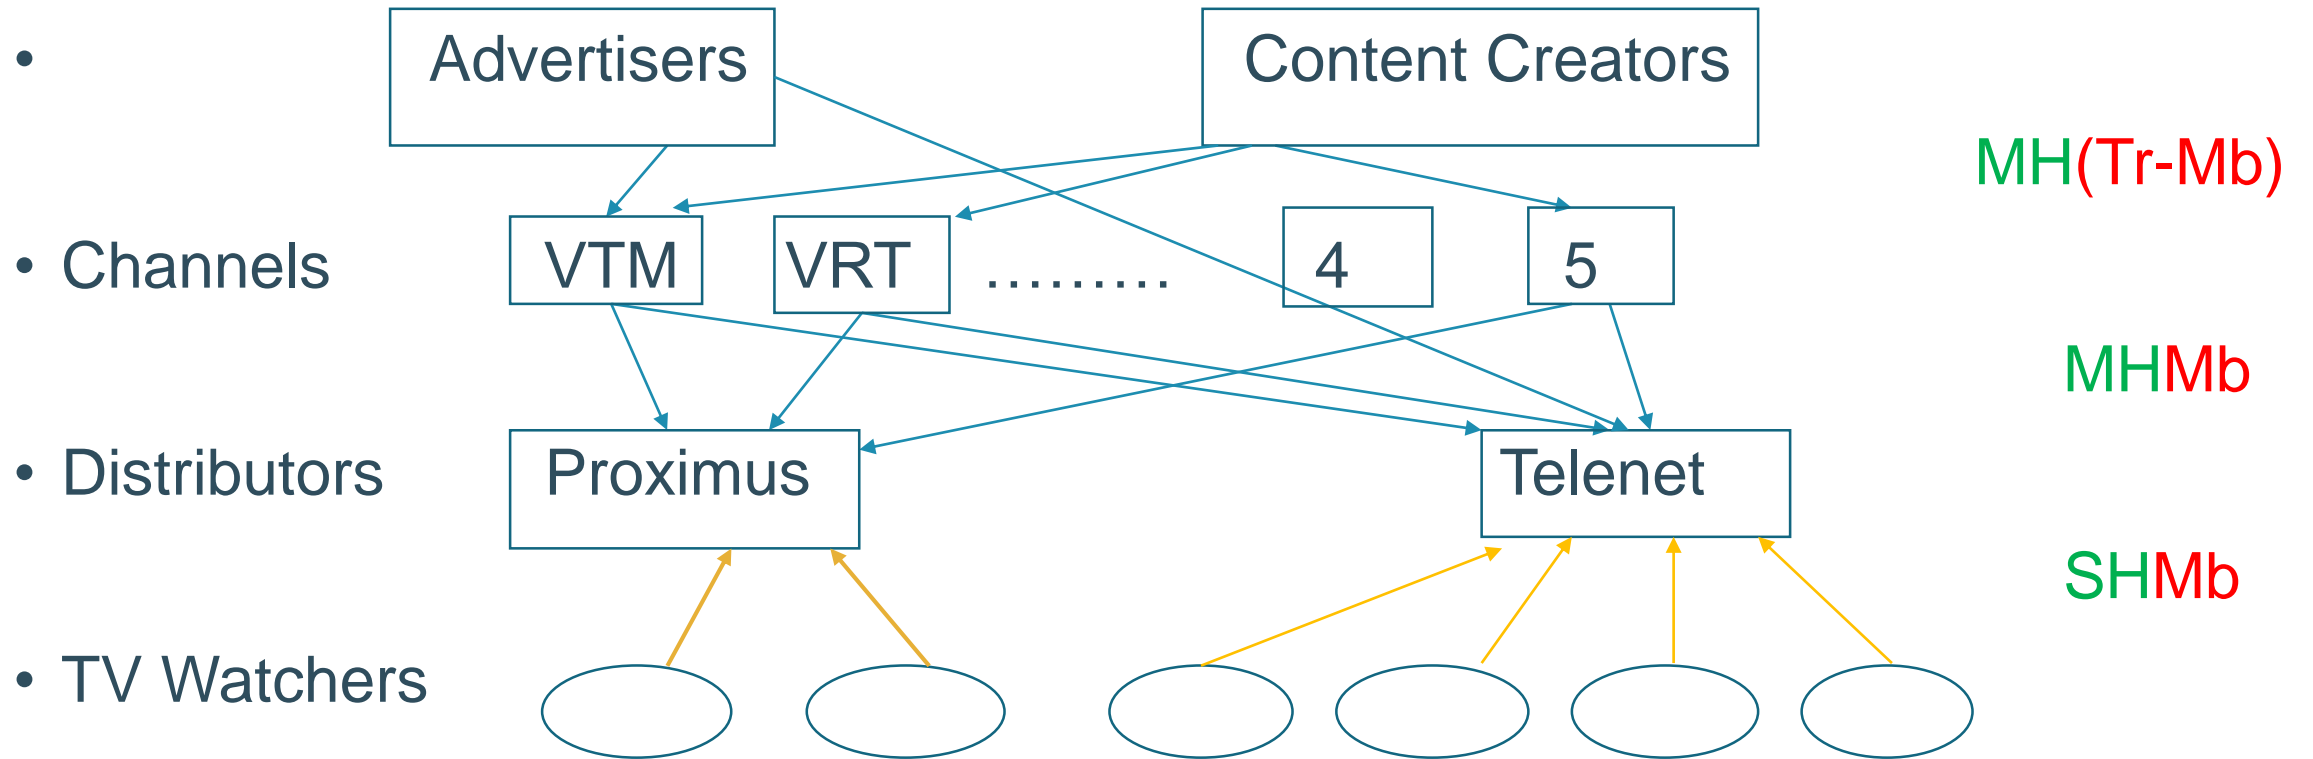 • Advertisers Content Creators
MH(Tr-Mb)
• Channels VTM VRT ……… 4 5
MHMb
• Distributors Proximus Telenet
SHMb
• TV Watchers